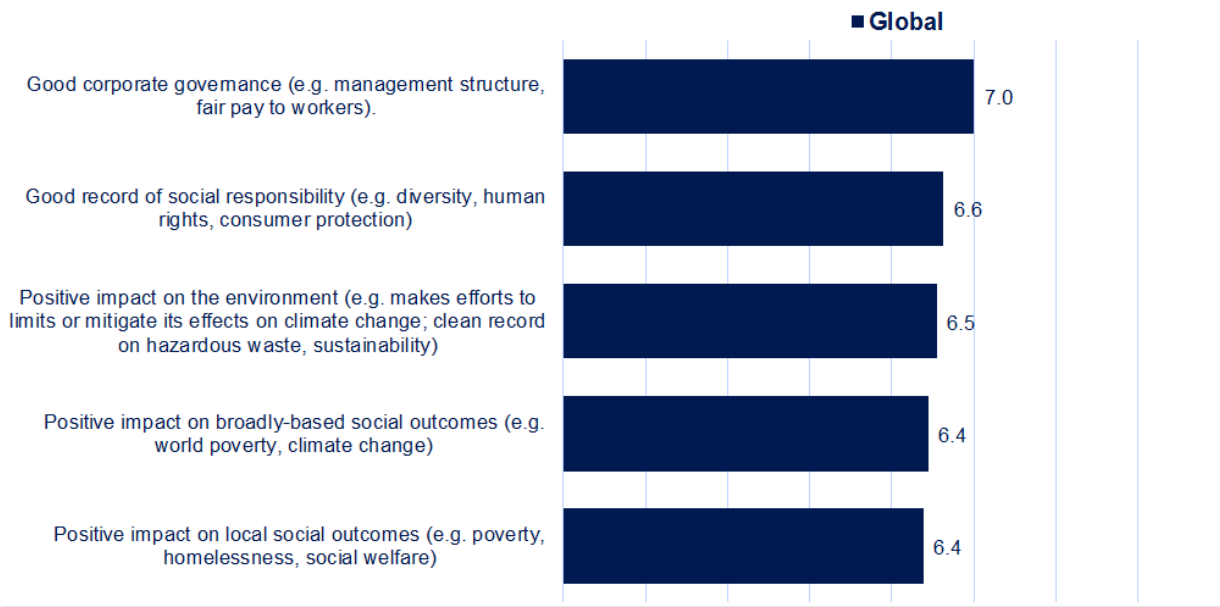 Global
Good corporate governance (e.g. management structure,
fair pay to workers).
7.0
Good record of social responsibility (e.g. diversity, human
rights, consumer protection)
6.6
Positive impact on the environment (e.g. makes efforts to
limits or mitigate its effects on climate change; clean record
on hazardous waste, sustainability)
6.5
Positive impact on broadly-based social outcomes (e.g.
world poverty, climate change)
6.4
Positive impact on local social outcomes (e.g. poverty,
homelessness, social welfare)
6.4